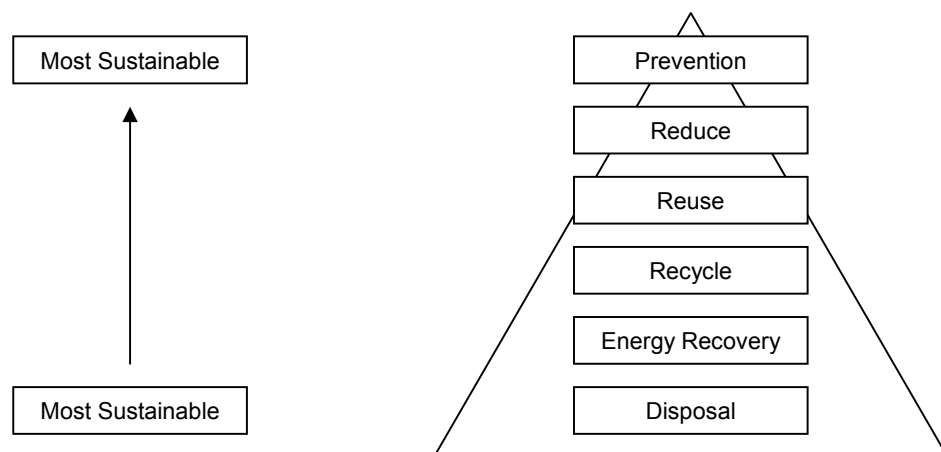 Most Sustainable
Prevention
Reduce
Reuse
Recycle
Energy Recovery
Most Sustainable
Disposal